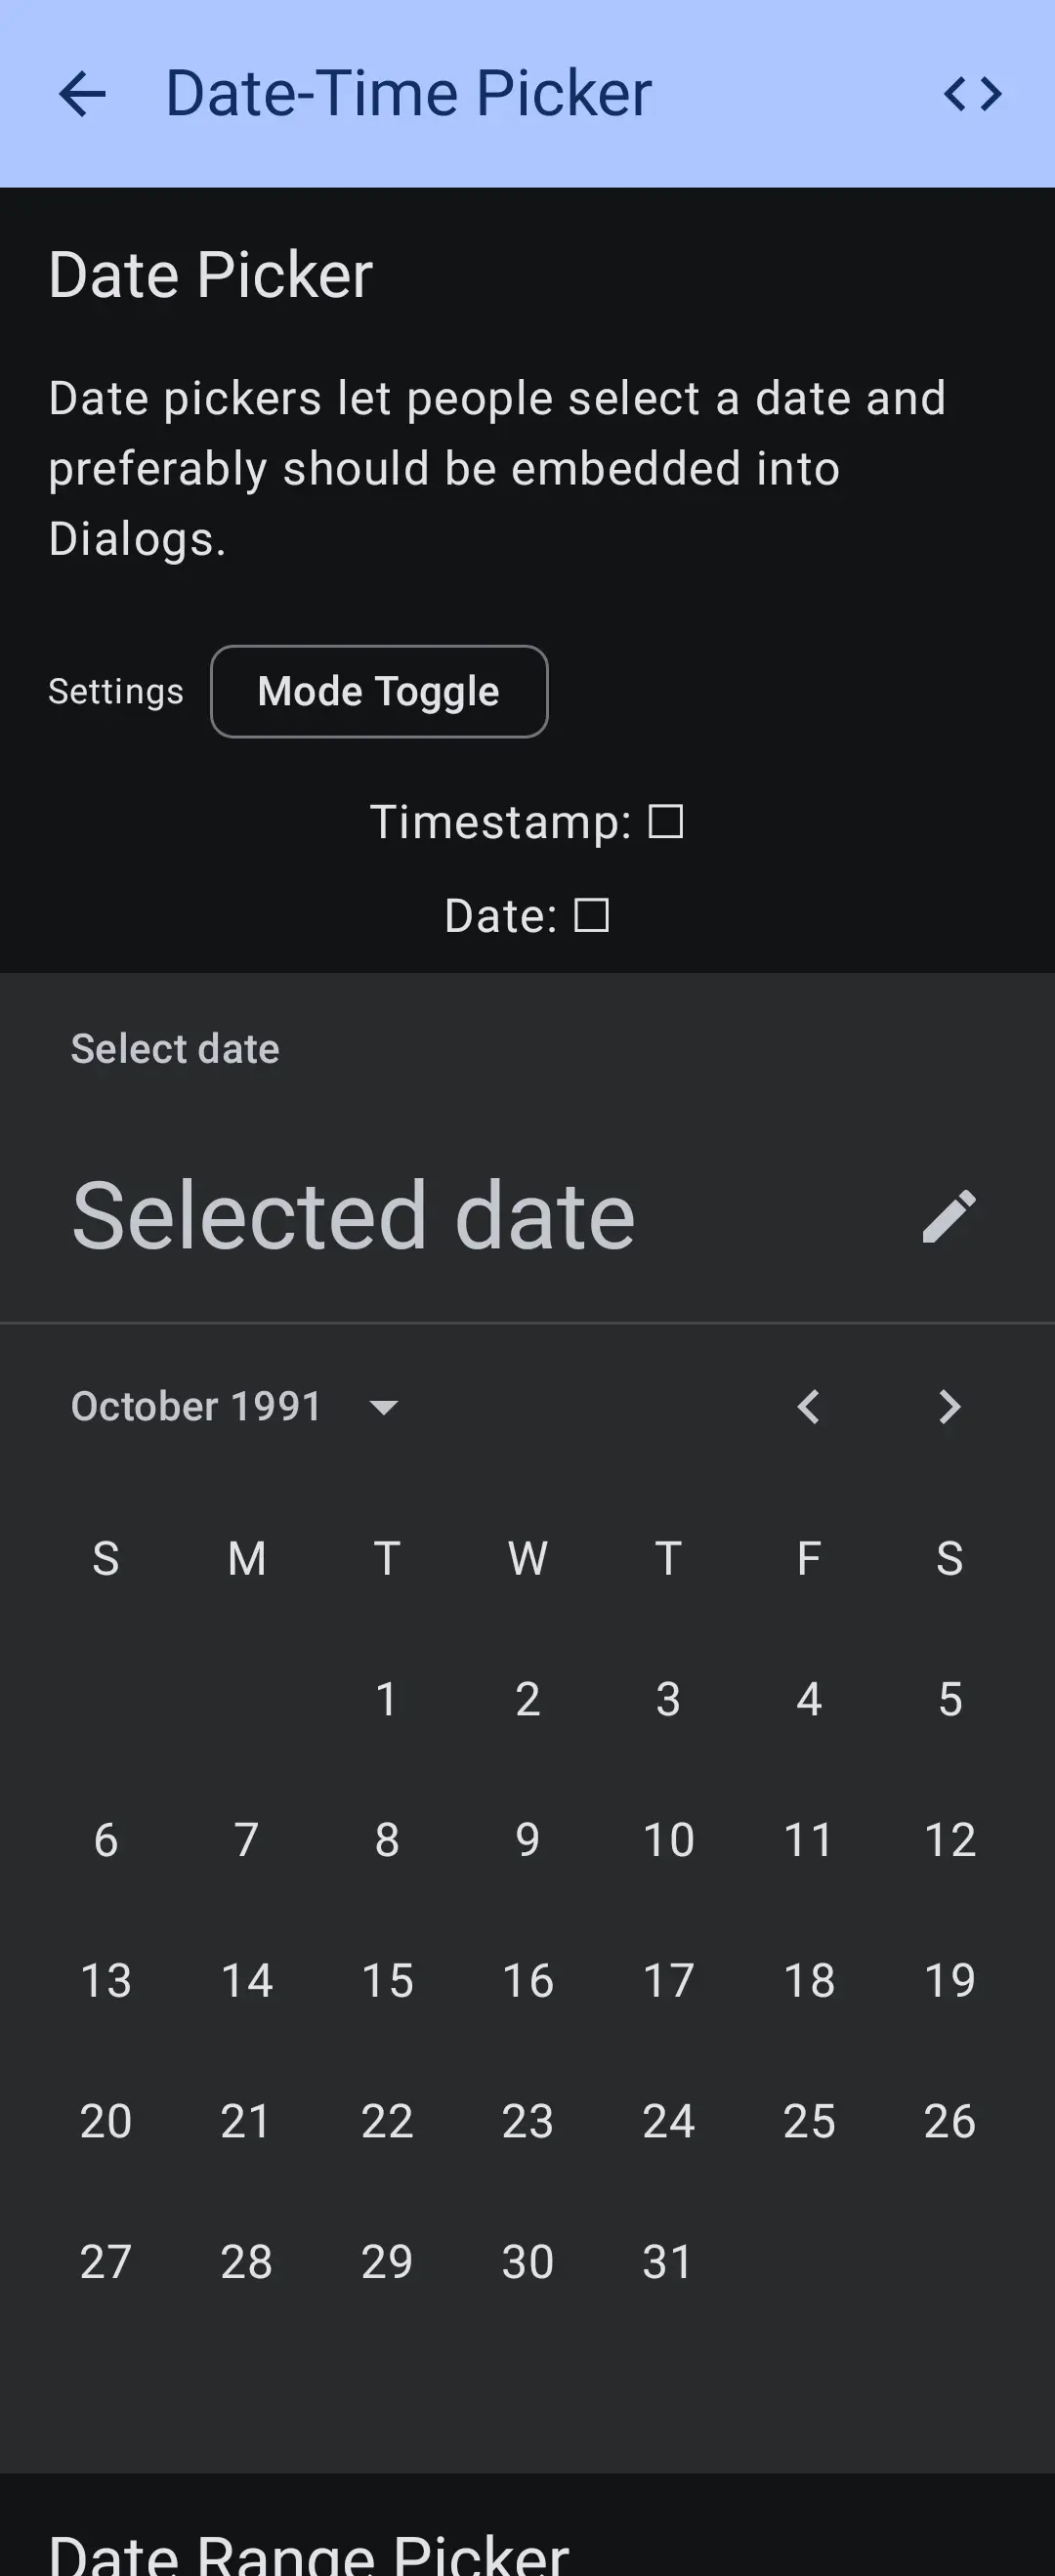 Date-Time Picker
Date Picker
Date pickers let people select a date and
preferably should be embedded into
Dialogs.
Settings Mode Toggle
Timestamp: □
Date: □
Select date
Selected date
October 1991
S M T W T F S
1 2 3 4 5
6 7 8 9 10 11 12
13 14 15 16 17 18 19
20 21 22 23 24 25 26
27 28 29 30 31
Date Range Picker